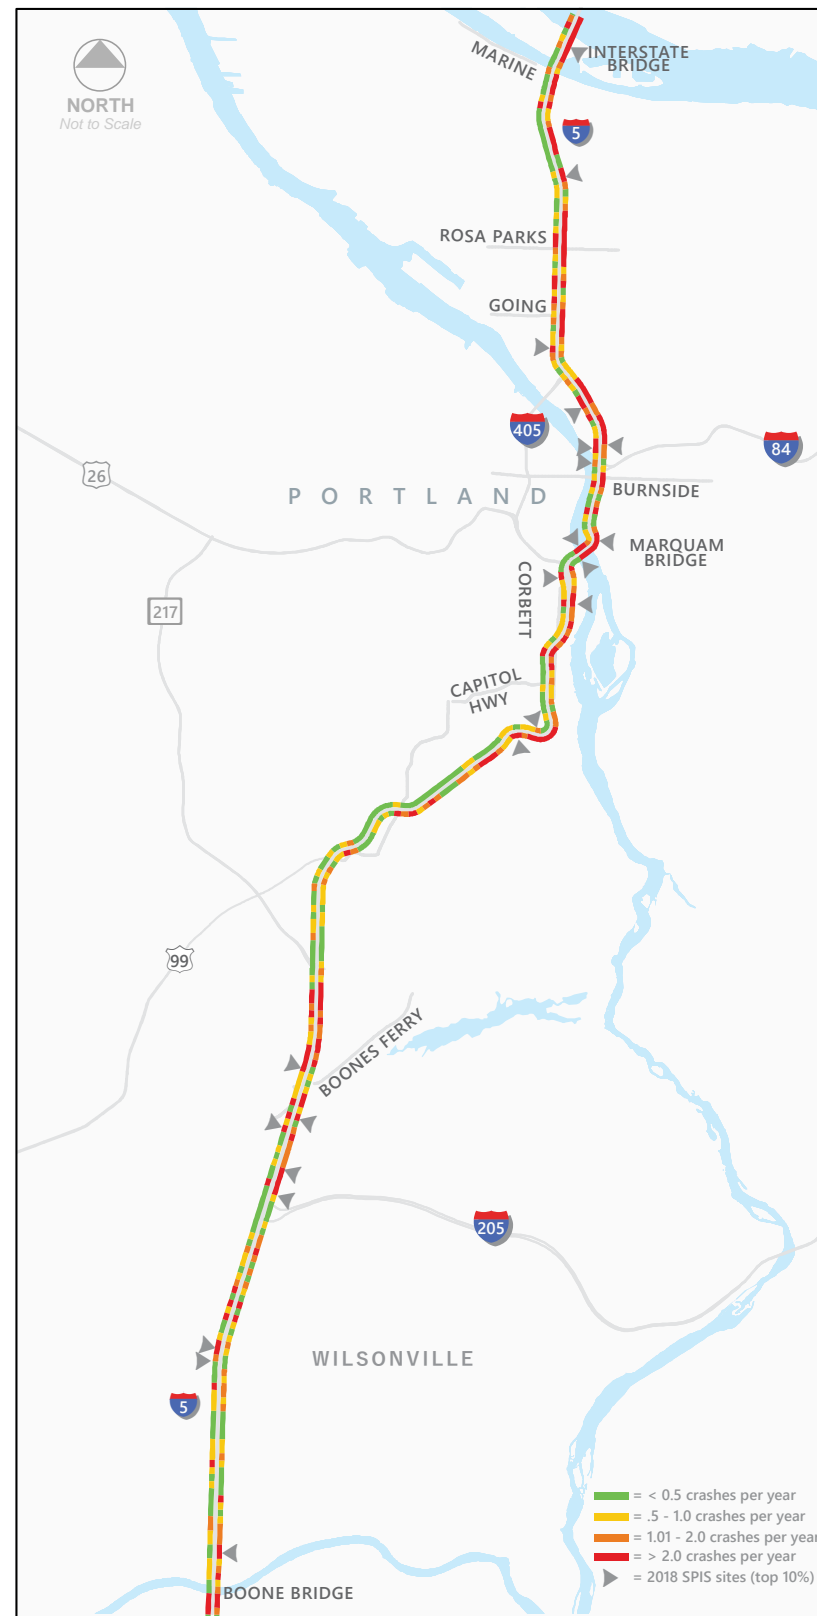 MARINE
INTERSTATE
BRIDGE
NORTH
Not to Scale
5
ROSA PARKS
GOING
405
84
26
PORTLAND
BURNSIDE
MARQUAM
BRIDGE
CORBETT
217
CAPITOL
HWY
99
BOONES FERRY
205
WILSONVILLE
5
= < 0.5 crashes per year
= .5 - 1.0 crashes per year
= 1.01 - 2.0 crashes per year
= > 2.0 crashes per year
= 2018 SPIS sites (top 10%)
BOONE BRIDGE